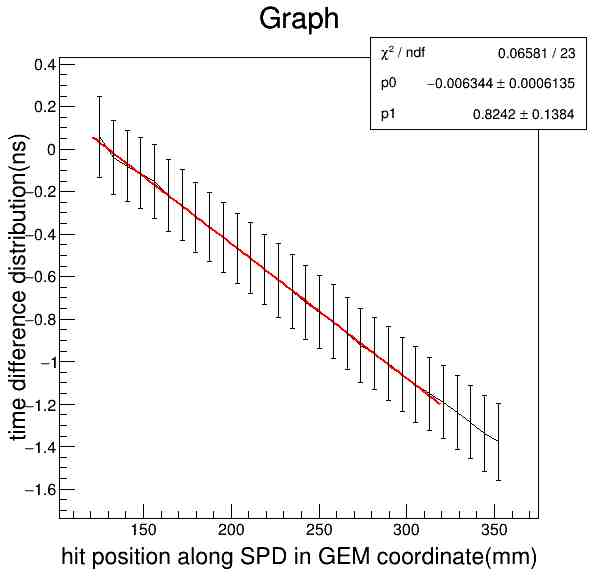 Graph
χ² / ndf 0.06581 / 23
p0 −0.006344 ± 0.0006135
p1 0.8242 ± 0.1384
time difference distribution(ns)
0.4
0.2
0
−0.2
−0.4
−0.6
−0.8
−1
−1.2
−1.4
−1.6
150 200 250 300 350
hit position along SPD in GEM coordinate(mm)